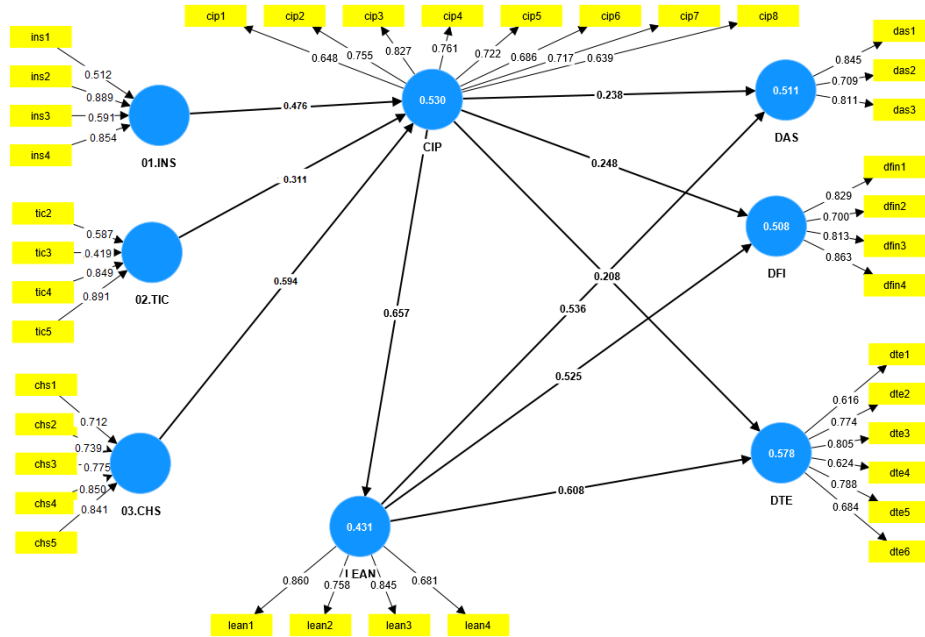 cip1
cip2
cip3
cip4
cip5
cip6
cip7
cip8
0.648
0.755
0.827
0.761
0.722
0.686
0.717
0.639
ins1
ins2
ins3
ins4
0.512
0.889
0.591
0.854
01.INS
0.476
0.530
CIP
0.238
0.511
DAS
0.845
0.709
0.811
das1
das2
das3
tic2
tic3
tic4
tic5
0.587
0.419
0.849
0.891
02.TIC
0.311
0.248
0.508
DFI
0.829
0.700
0.813
0.863
dfin1
dfin2
dfin3
dfin4
0.594
0.657
0.208
0.536
0.525
chs1
chs2
chs3
chs4
chs5
0.712
0.739
0.775
0.850
0.841
03.CHS
0.608
0.578
DTE
0.616
0.774
0.805
0.624
0.788
0.684
dte1
dte2
dte3
dte4
dte5
dte6
0.431
LEAN
0.860
0.758
0.845
0.681
lean1
lean2
lean3
lean4